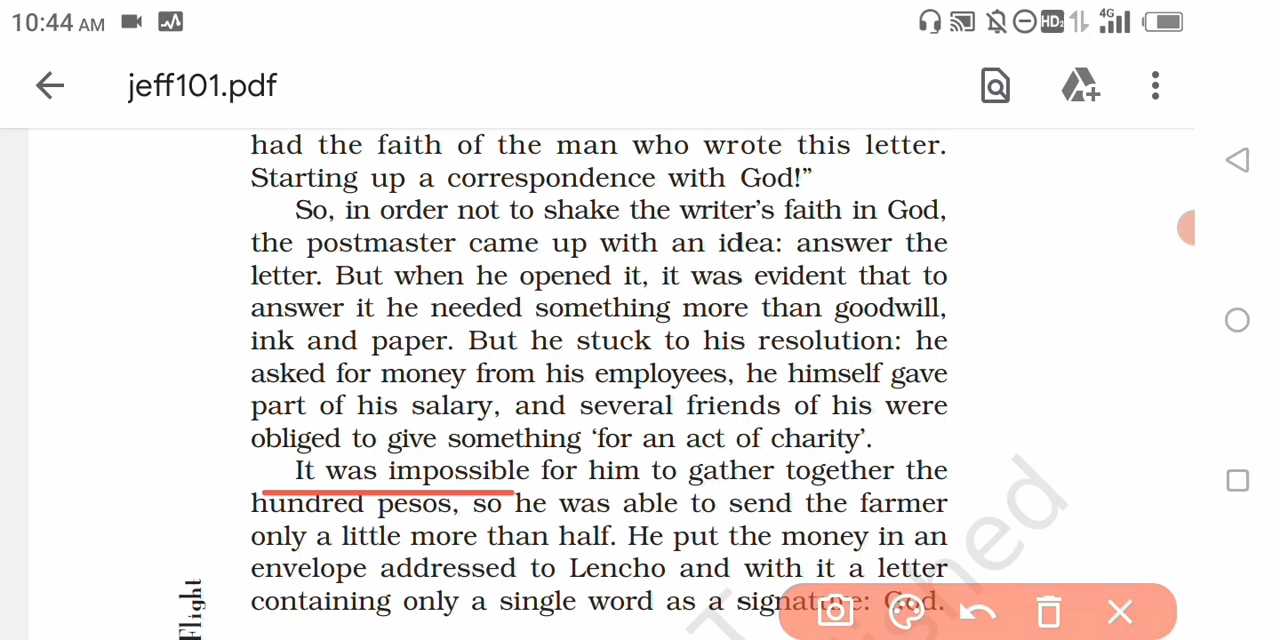 10:44 AM
HD2 4G
jeff101.pdf
had the faith of the man who wrote this letter.
Starting up a correspondence with God!”
So, in order not to shake the writer’s faith in God,
the postmaster came up with an idea: answer the
letter. But when he opened it, it was evident that to
answer it he needed something more than goodwill,
ink and paper. But he stuck to his resolution: he
asked for money from his employees, he himself gave
part of his salary, and several friends of his were
obliged to give something ‘for an act of charity’.
It was impossible for him to gather together the
hundred pesos, so he was able to send the farmer
only a little more than half. He put the money in an
envelope addressed to Lencho and with it a letter
containing only a single word as a signature: God.
Flight